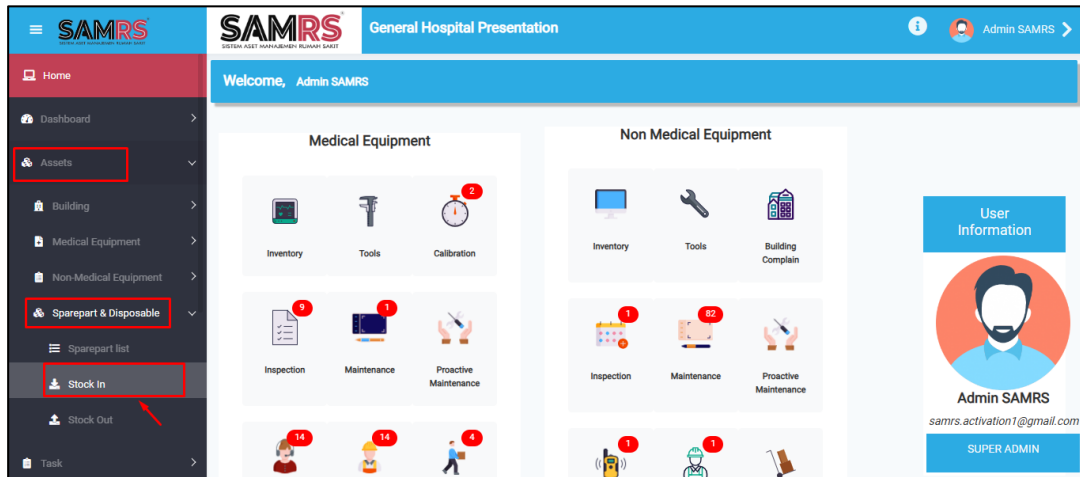 SAMRS
SISTEM ASET MANAJEMEN RUMAH SAKIT
SAMRS
SISTEM ASET MANAJEMEN RUMAH SAKIT
General Hospital Presentation
i
Admin SAMRS
Home
Welcome, Admin SAMRS
Dashboard
Assets
Building
Medical Equipment
Non-Medical Equipment
Sparepart & Disposable
Sparepart list
Stock In
Stock Out
Task
Medical Equipment
2
Inventory
Tools
Calibration
9
1
Inspection
Maintenance
Proactive
Maintenance
14
14
4
Non Medical Equipment
Inventory
Tools
Building
Complain
1
82
Inspection
Maintenance
Proactive
Maintenance
1
1
User
Information
Admin SAMRS
samrs.activation1@gmail.com
SUPER ADMIN